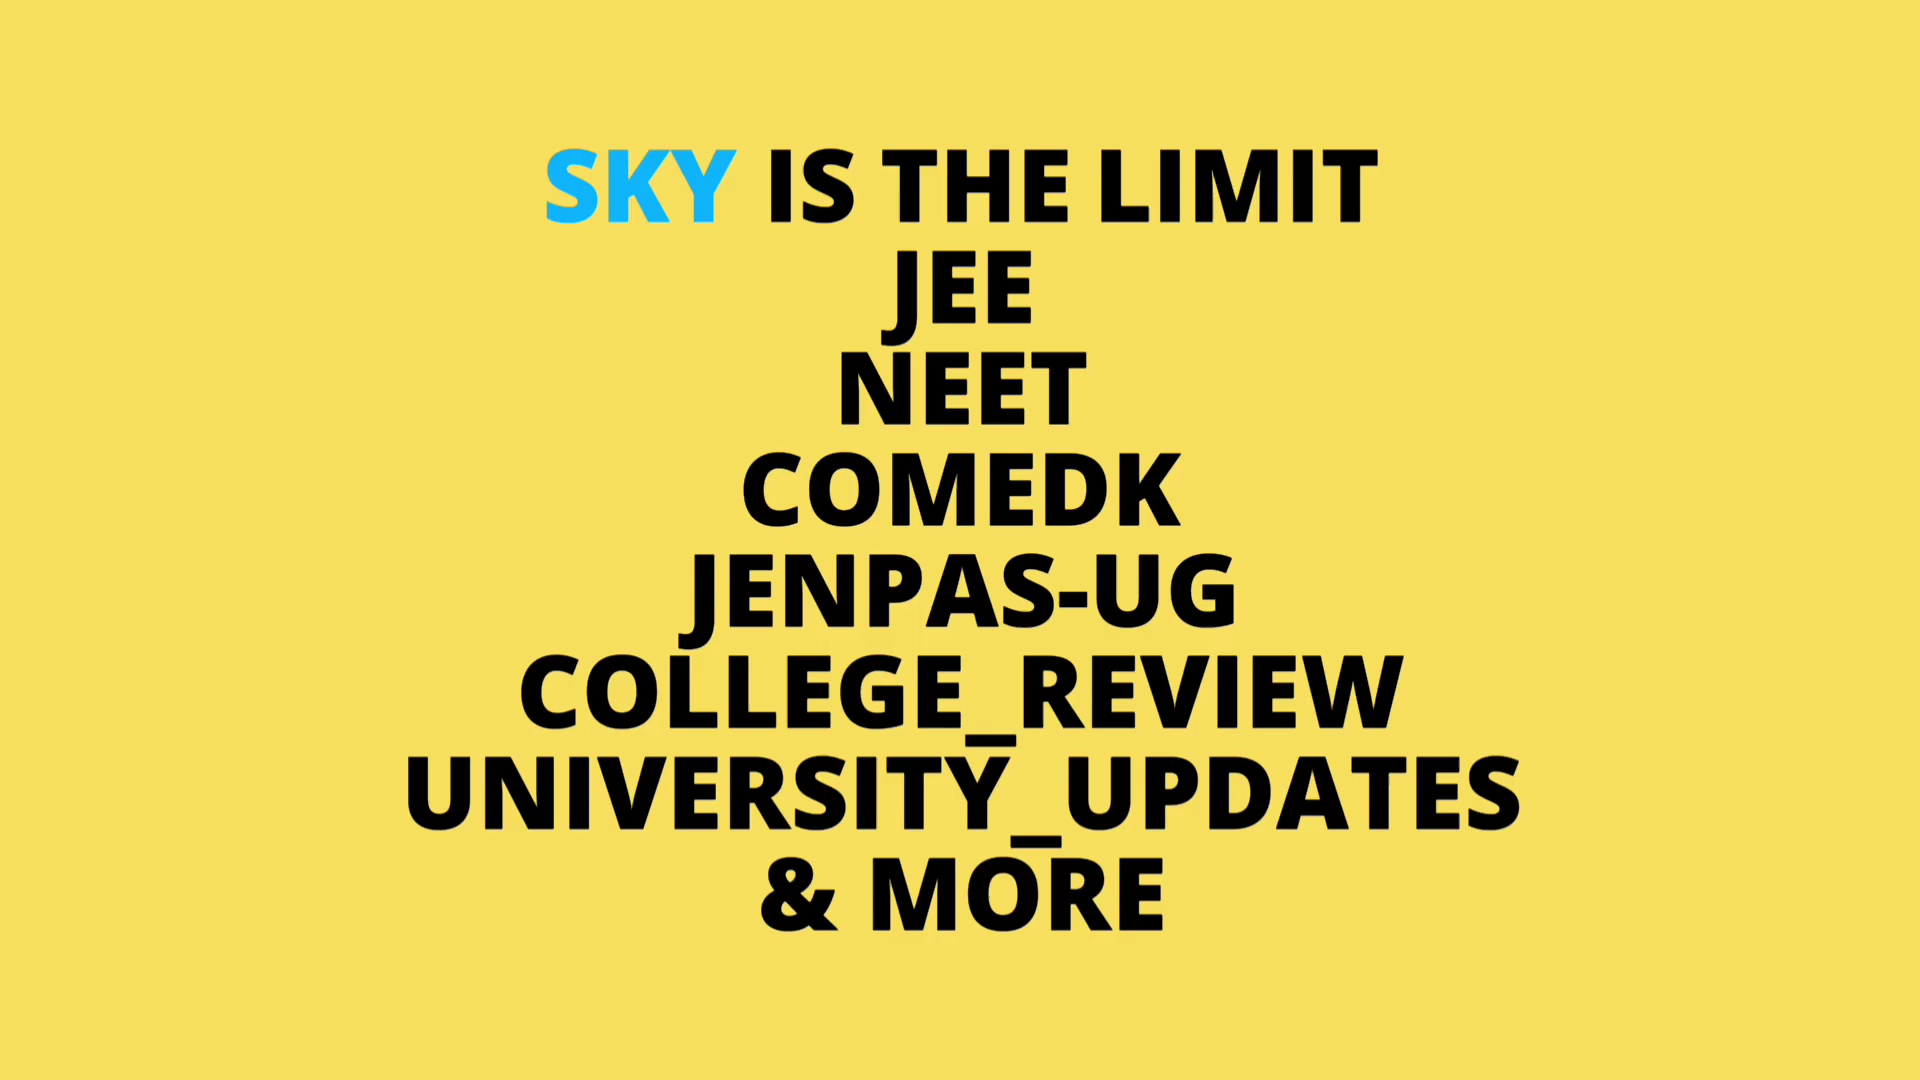 SKY IS THE LIMIT
JEE
NEET
COMEDK
JENPAS-UG
COLLEGE_REVIEW
UNIVERSITY_UPDATES
& MORE